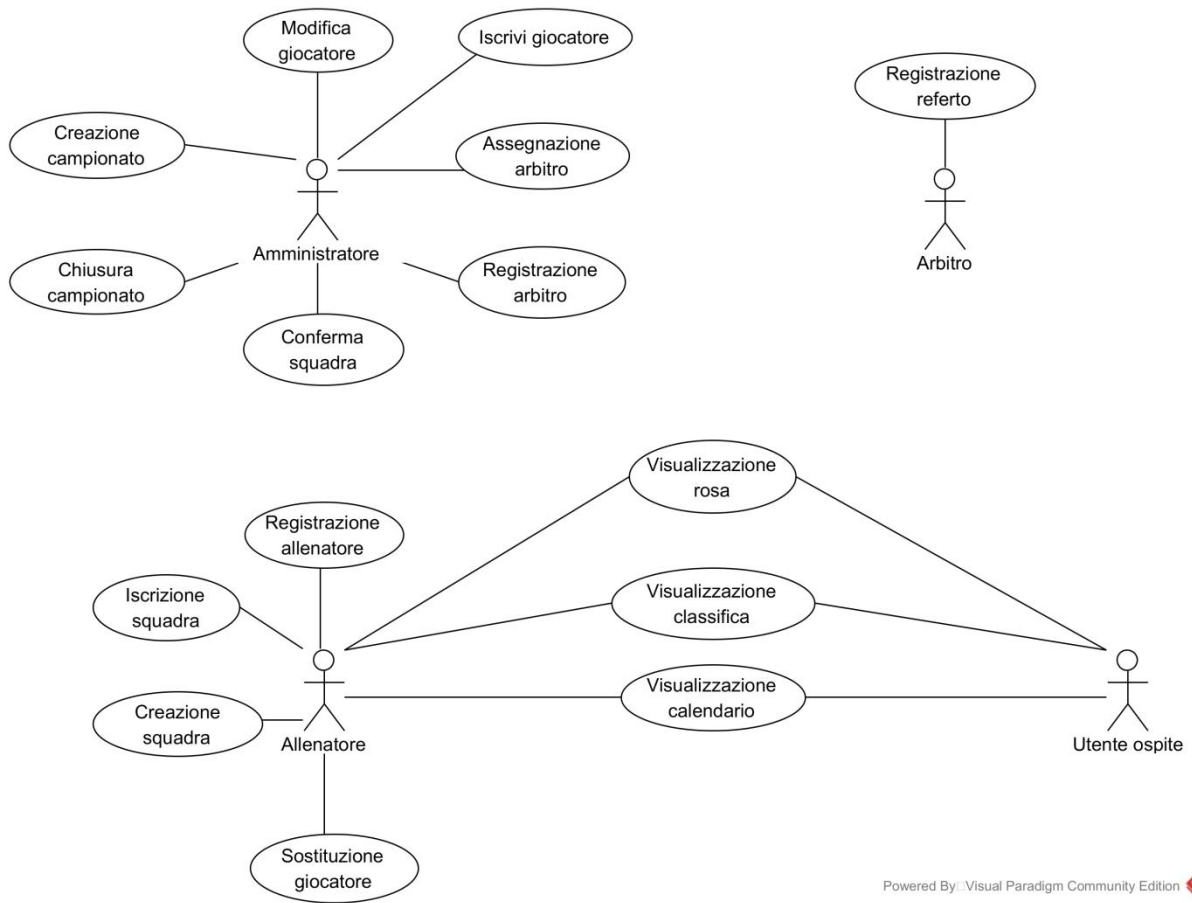 Modifica
giocatore
Iscrivi giocatore
Registrazione
referto
Creazione
campionato
Assegnazione
arbitro
Amministratore
Arbitro
Chiusura
campionato
Registrazione
arbitro
Conferma
squadra
Visualizzazione
rosa
Registrazione
allenatore
Iscrizione
squadra
Visualizzazione
classifica
Creazione
squadra
Visualizzazione
calendario
Allenatore
Utente ospite
Sostituzione
giocatore
Powered By Visual Paradigm Community Edition